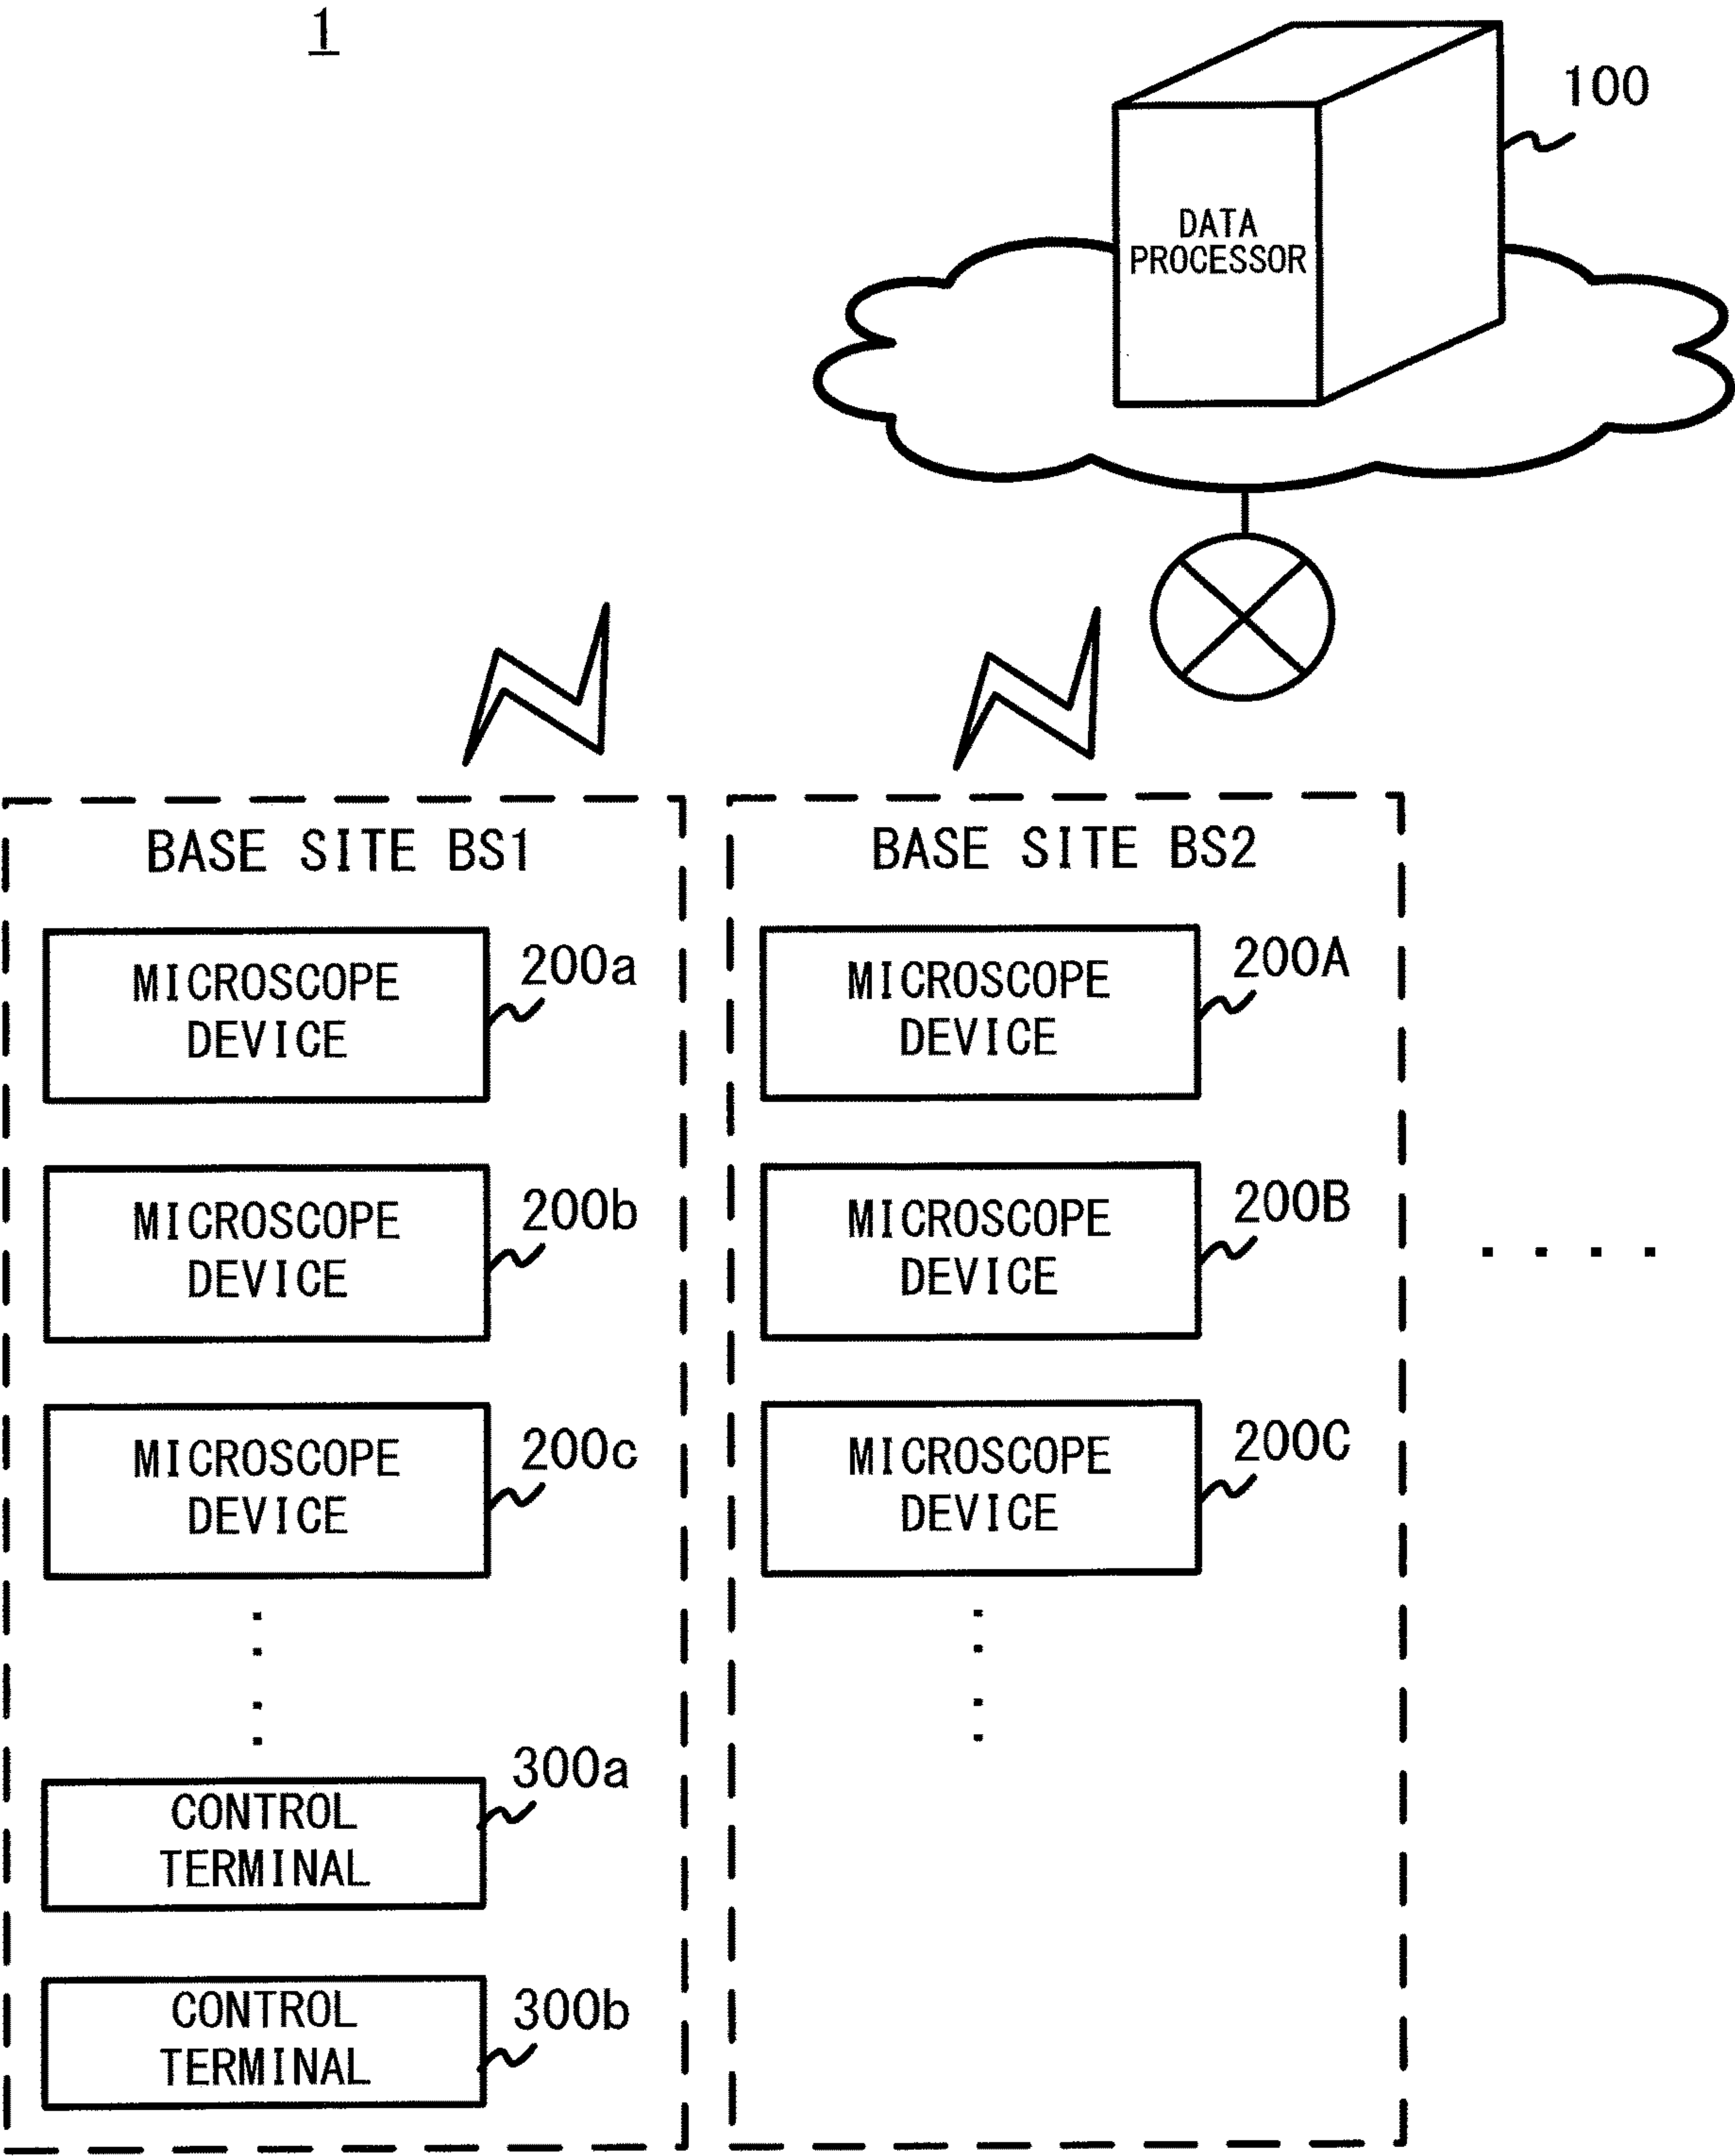 1
100
DATA
PROCESSOR
BASE SITE BS1
MICROSCOPE
DEVICE
200a
MICROSCOPE
DEVICE
200b
MICROSCOPE
DEVICE
200c
CONTROL
TERMINAL
300a
CONTROL
TERMINAL
300b
BASE SITE BS2
MICROSCOPE
DEVICE
200A
MICROSCOPE
DEVICE
200B
MICROSCOPE
DEVICE
200C